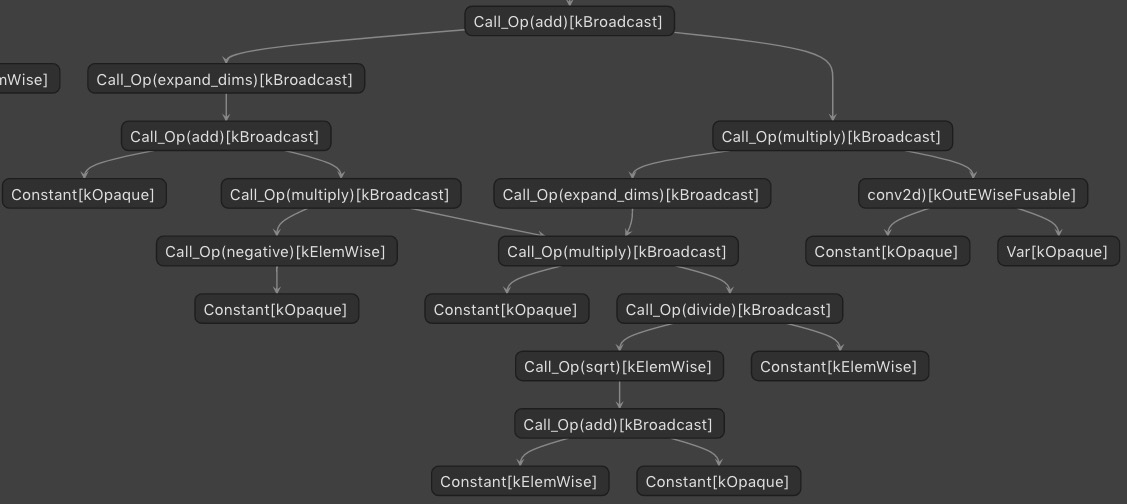 Call_Op(add)[kBroadcast]
mWise]
Call_Op(expand_dims)[kBroadcast]
Call_Op(add)[kBroadcast]
Call_Op(multiply)[kBroadcast]
Constant[kOpaque]
Call_Op(multiply)[kBroadcast]
Call_Op(expand_dims)[kBroadcast]
conv2d)[kOutEWiseFusable]
Call_Op(negative)[kElemWise]
Call_Op(multiply)[kBroadcast]
Constant[kOpaque]
Var[kOpaque]
Constant[kOpaque]
Constant[kOpaque]
Call_Op(divide)[kBroadcast]
Call_Op(sqrt)[kElemWise]
Constant[kElemWise]
Call_Op(add)[kBroadcast]
Constant[kElemWise]
Constant[kOpaque]